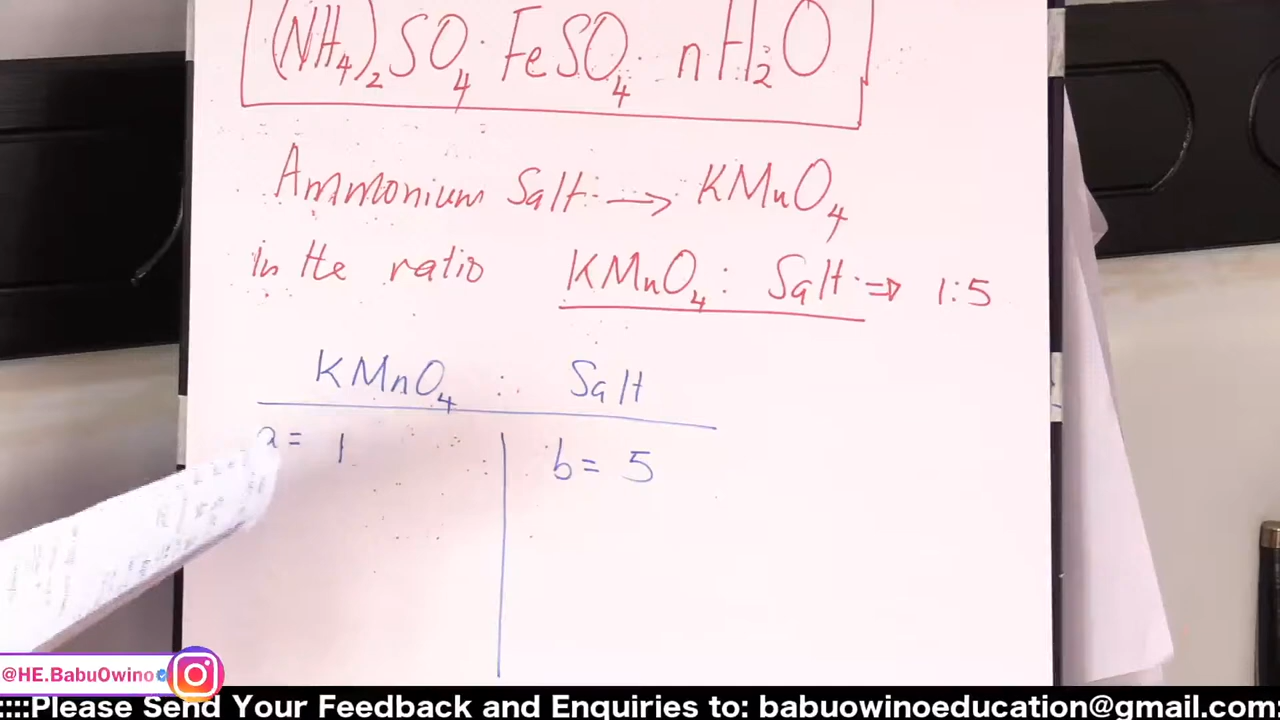 (NH₄)₂SO₄·FeSO₄·nH₂O
Ammonium Salt → KMnO₄
in the ratio KMnO₄ : Salt ⇒ 1:5
KMnO₄ : Salt
a = 1 b = 5
@HE.BabuOwino
::::Please Send Your Feedback and Enquiries to: babuowinoeducation@gmail.com